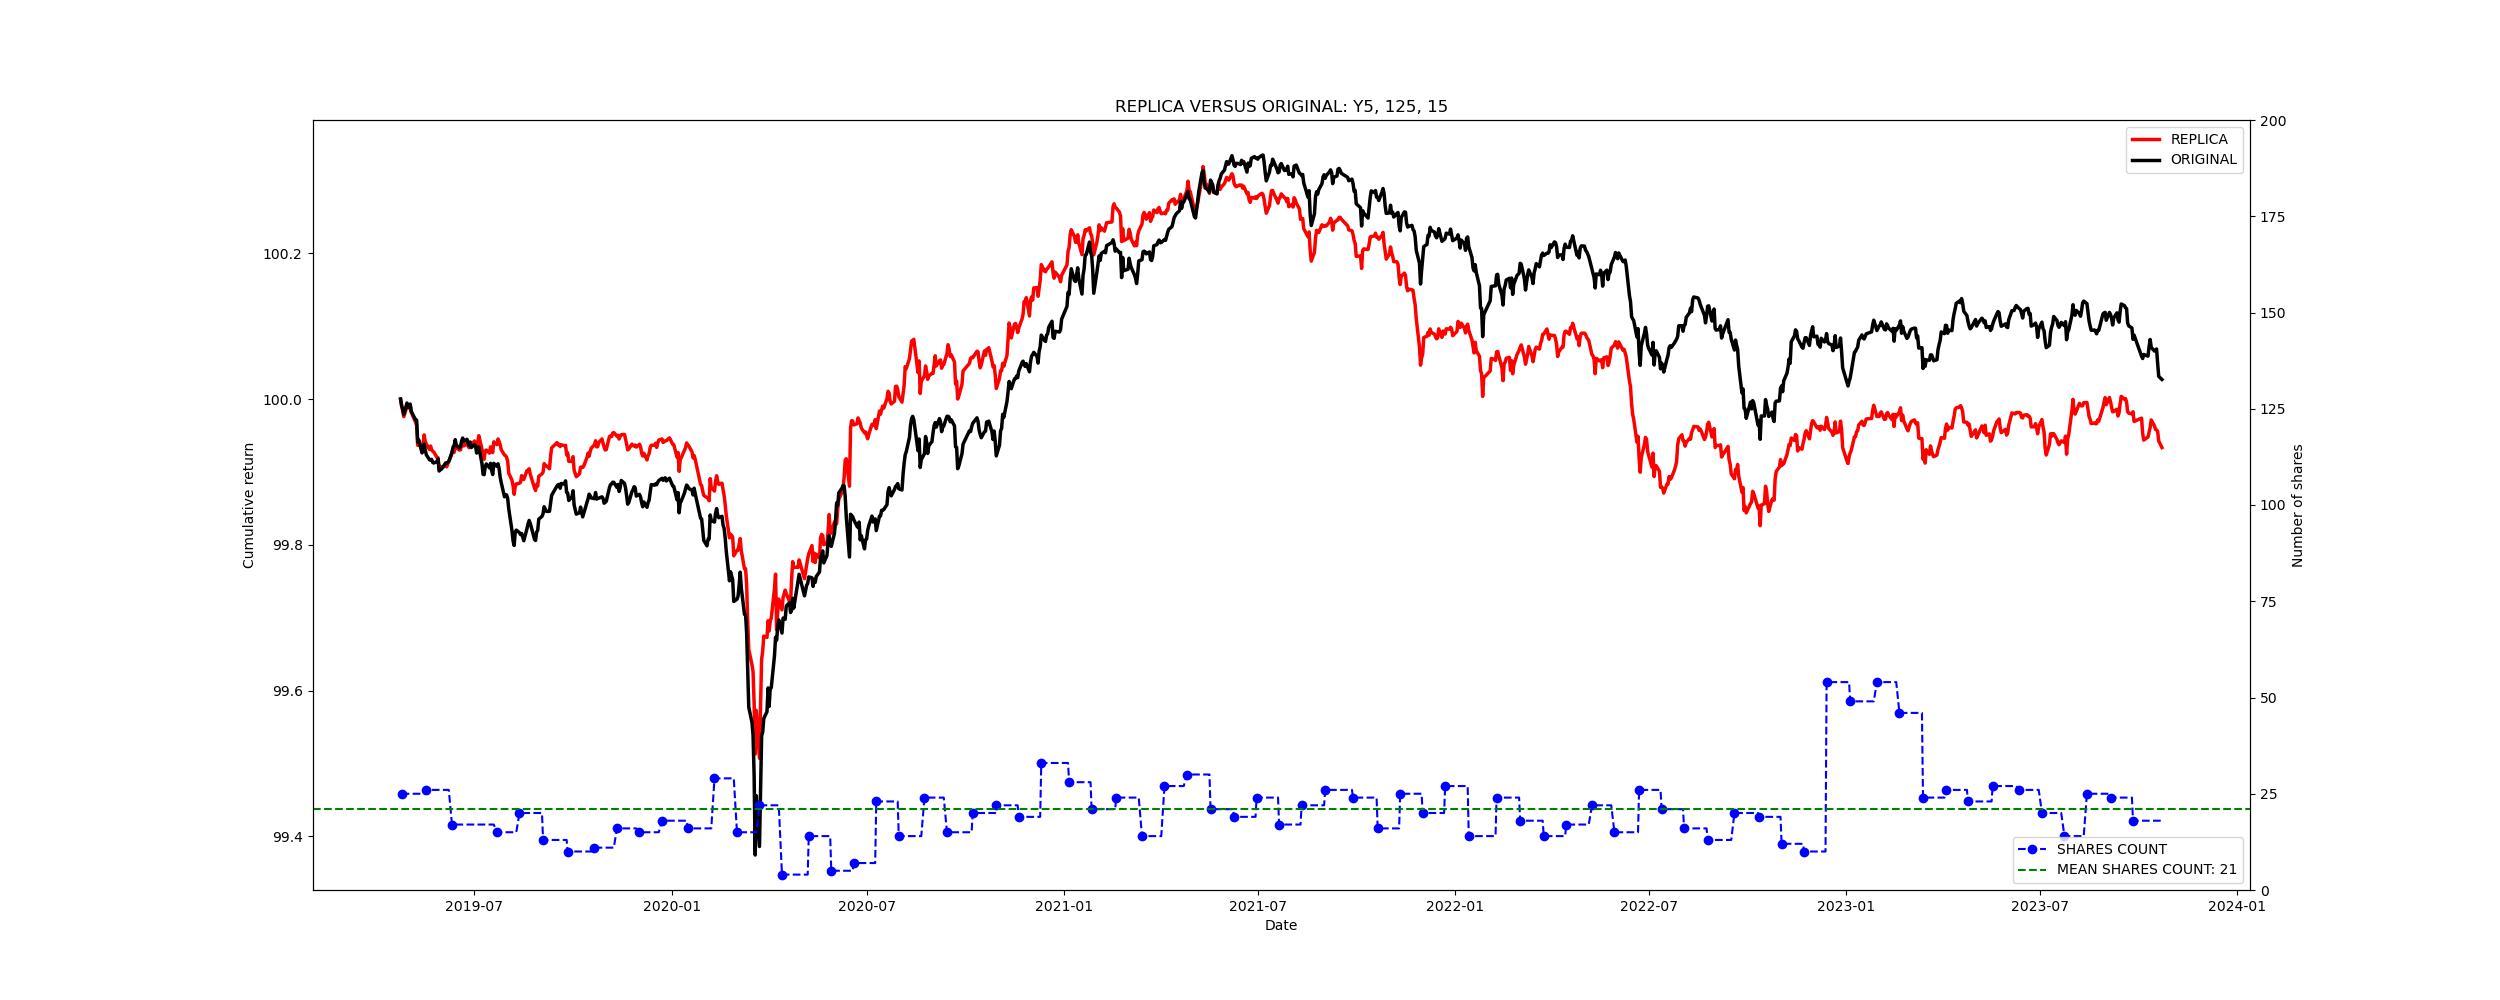 REPLICA VERSUS ORIGINAL: Y5, 125, 15
REPLICA
ORIGINAL
Cumulative return
100.2
100.0
99.8
99.6
99.4
200
175
150
125
100
75
50
25
0
Number of shares
SHARES COUNT
MEAN SHARES COUNT: 21
2019-07 2020-01 2020-07 2021-01 2021-07 2022-01 2022-07 2023-01 2023-07 2024-01
Date